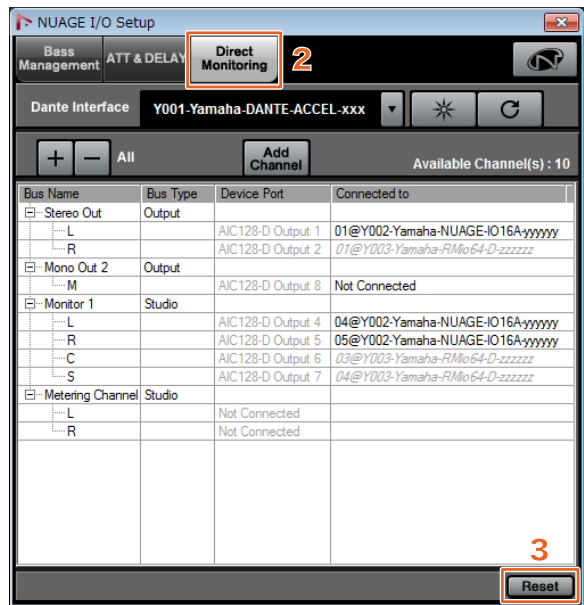 NUAGE I/O Setup
Bass Management ATT & DELAY Direct Monitoring 2
Dante Interface Y001-Yamaha-DANTE-ACCEL-xxx
+ − All Add Channel Available Channel(s) : 10
Bus Name Bus Type Device Port Connected to
Stereo Out Output
L AIC128-D Output 1 01@Y002-Yamaha-NUAGE-IO16A-yyyyyy
R AIC128-D Output 2 01@Y003-Yamaha-RMio64-D-zzzzzz
Mono Out 2 Output
M AIC128-D Output 8 Not Connected
Monitor 1 Studio
L AIC128-D Output 4 04@Y002-Yamaha-NUAGE-IO16A-yyyyyy
R AIC128-D Output 5 05@Y002-Yamaha-NUAGE-IO16A-yyyyyy
C AIC128-D Output 6 03@Y003-Yamaha-RMio64-D-zzzzzz
S AIC128-D Output 7 04@Y003-Yamaha-RMio64-D-zzzzzz
Metering Channel Studio
L Not Connected
R Not Connected
3
Reset